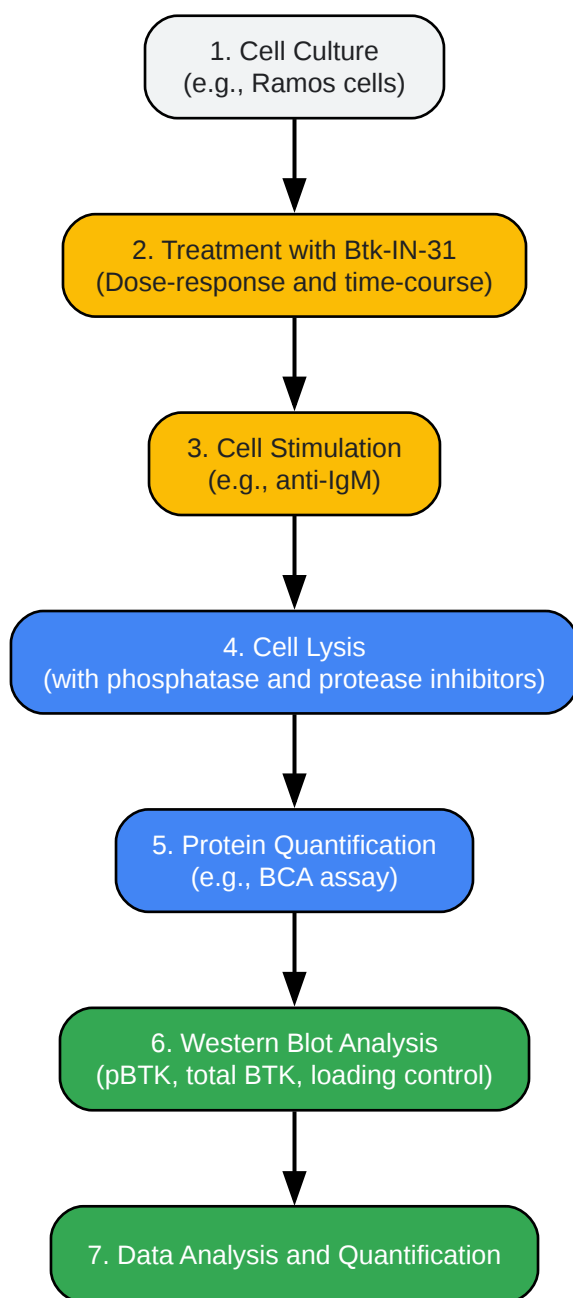 1. Cell Culture
(e.g., Ramos cells)
2. Treatment with Btk-IN-31
(Dose-response and time-course)
3. Cell Stimulation
(e.g., anti-IgM)
4. Cell Lysis
(with phosphatase and protease inhibitors)
5. Protein Quantification
(e.g., BCA assay)
6. Western Blot Analysis
(pBTK, total BTK, loading control)
7. Data Analysis and Quantification